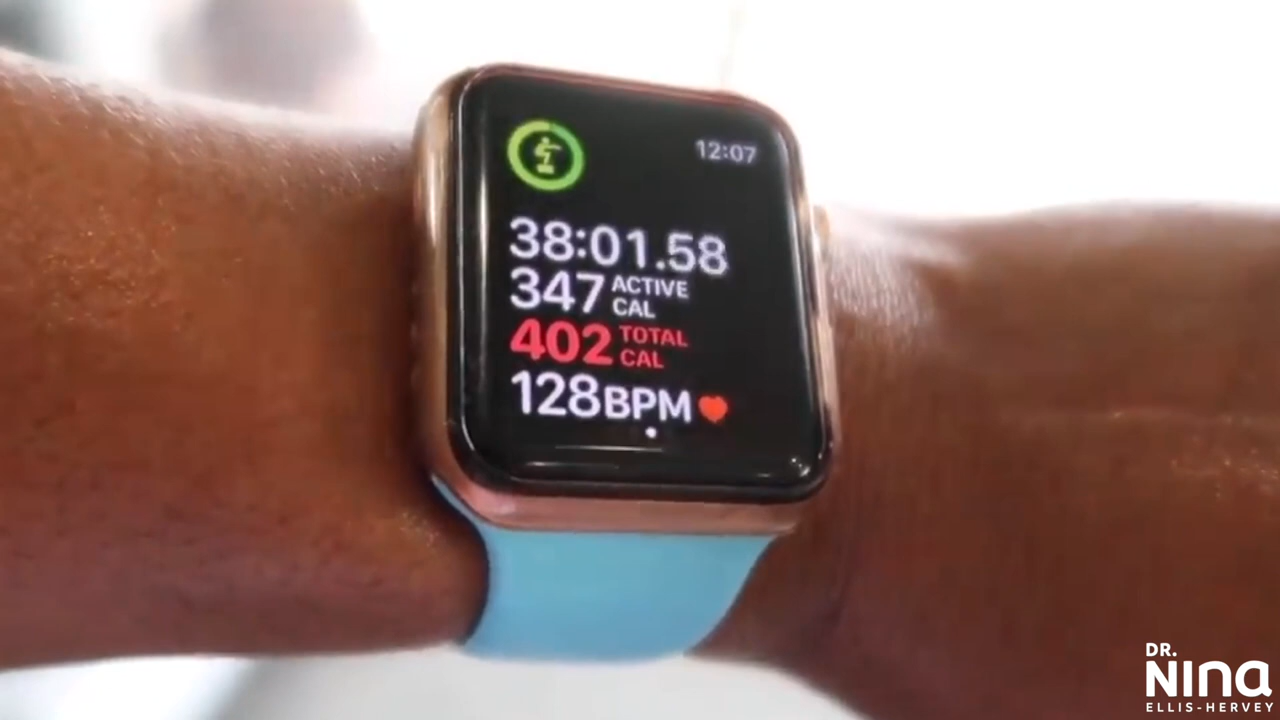 12:07
38:01.58
347 ACTIVE CAL
402 TOTAL CAL
128BPM
DR.
Nina
ELLIS-HERVEY